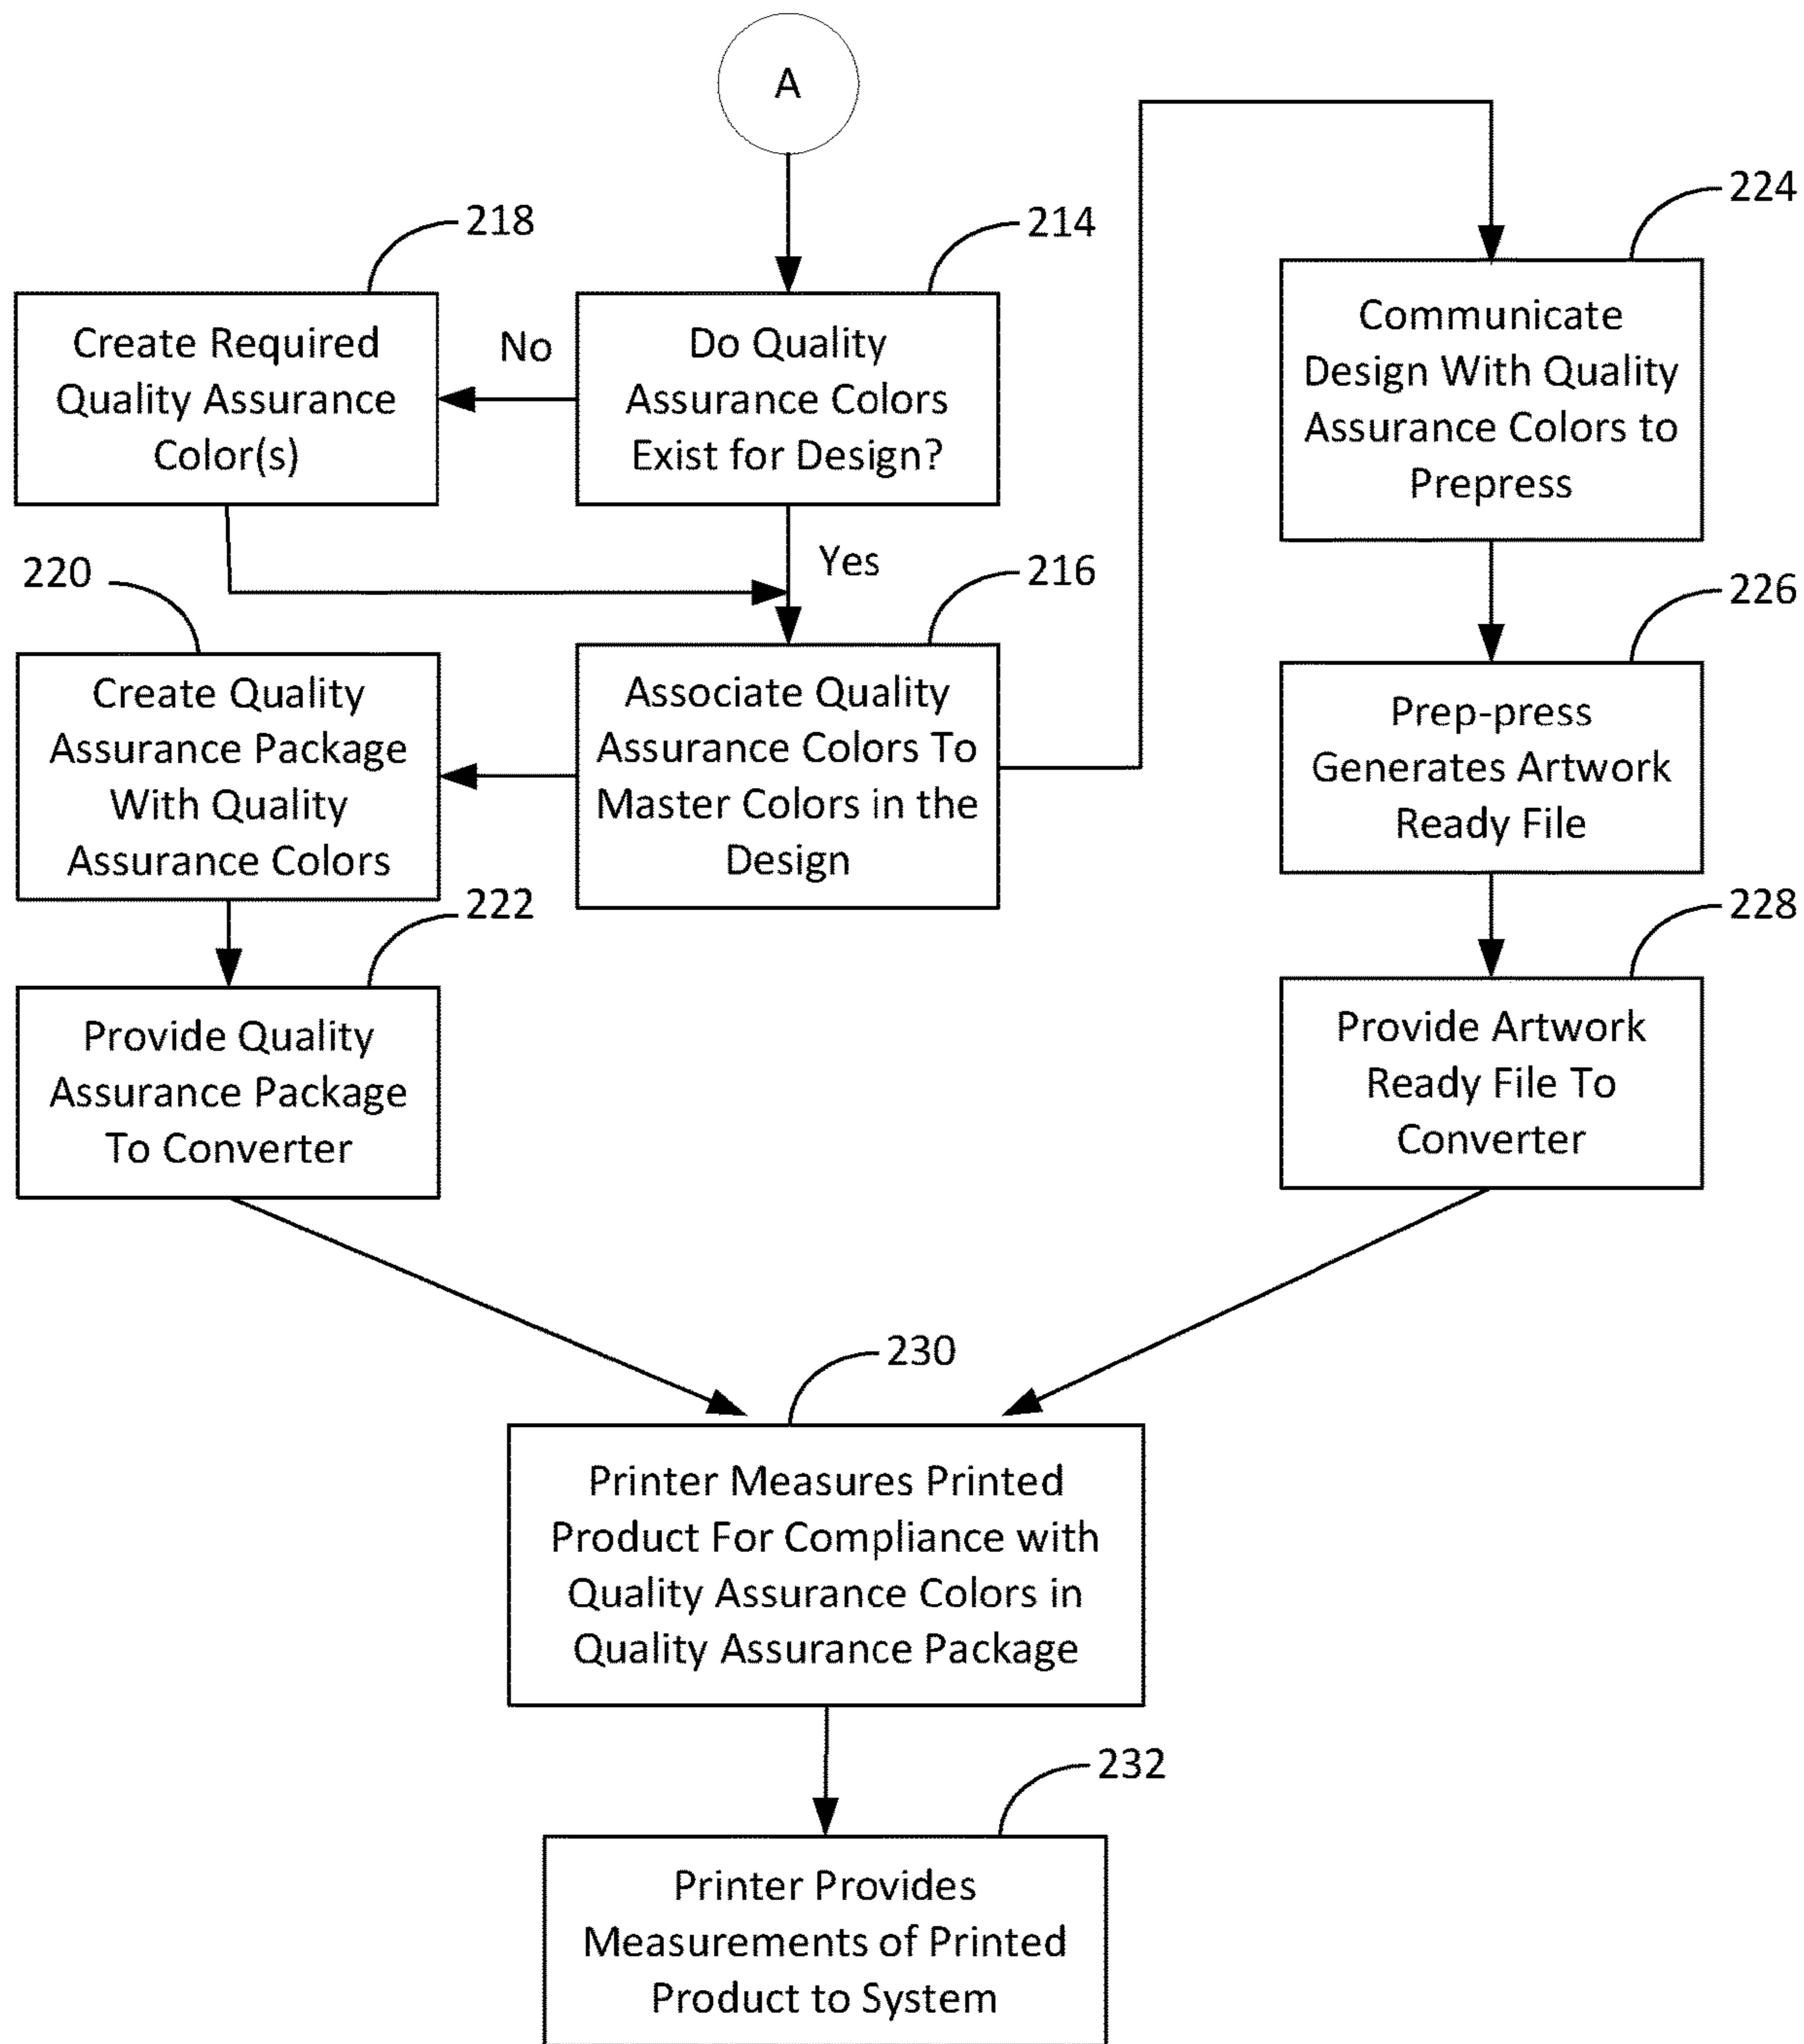 A
218
214
224
Create Required
Quality Assurance
Color(s)
No
Do Quality
Assurance Colors
Exist for Design?
Communicate
Design With Quality
Assurance Colors to
Prepress
Yes
220
216
226
Create Quality
Assurance Package
With Quality
Assurance Colors
Associate Quality
Assurance Colors To
Master Colors in the
Design
Prep-press
Generates Artwork
Ready File
222
228
Provide Quality
Assurance Package
To Converter
Provide Artwork
Ready File To
Converter
230
Printer Measures Printed
Product For Compliance with
Quality Assurance Colors in
Quality Assurance Package
232
Printer Provides
Measurements of Printed
Product to System